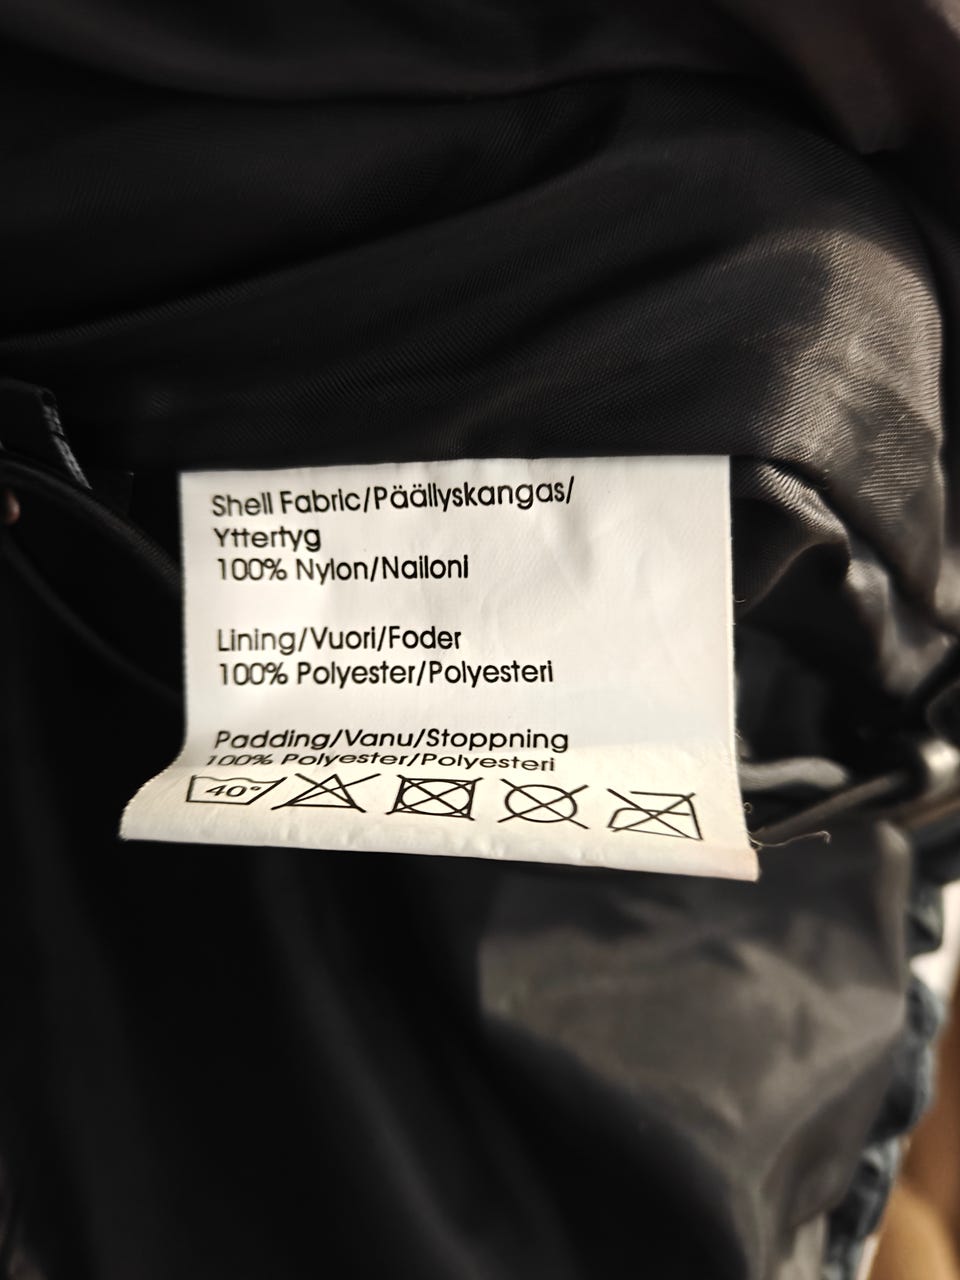 Shell Fabric/Päällyskangas/
Yttertyg
100% Nylon/Nailoni
Lining/Vuori/Foder
100% Polyester/Polyesteri
Padding/Vanu/Stoppning
100% Polyester/Polyesteri
40°